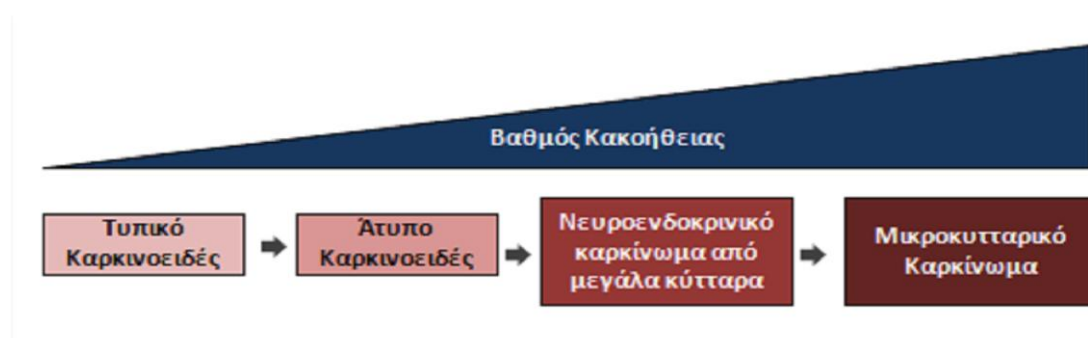 Βαθμός Κακοήθειας
Τυπικό
Καρκινοειδές
Άτυπο
Καρκινοειδές
Νευροενδοκρινικό
καρκίνωμα από
μεγάλα κύτταρα
Μικροκυτταρικό
Καρκίνωμα